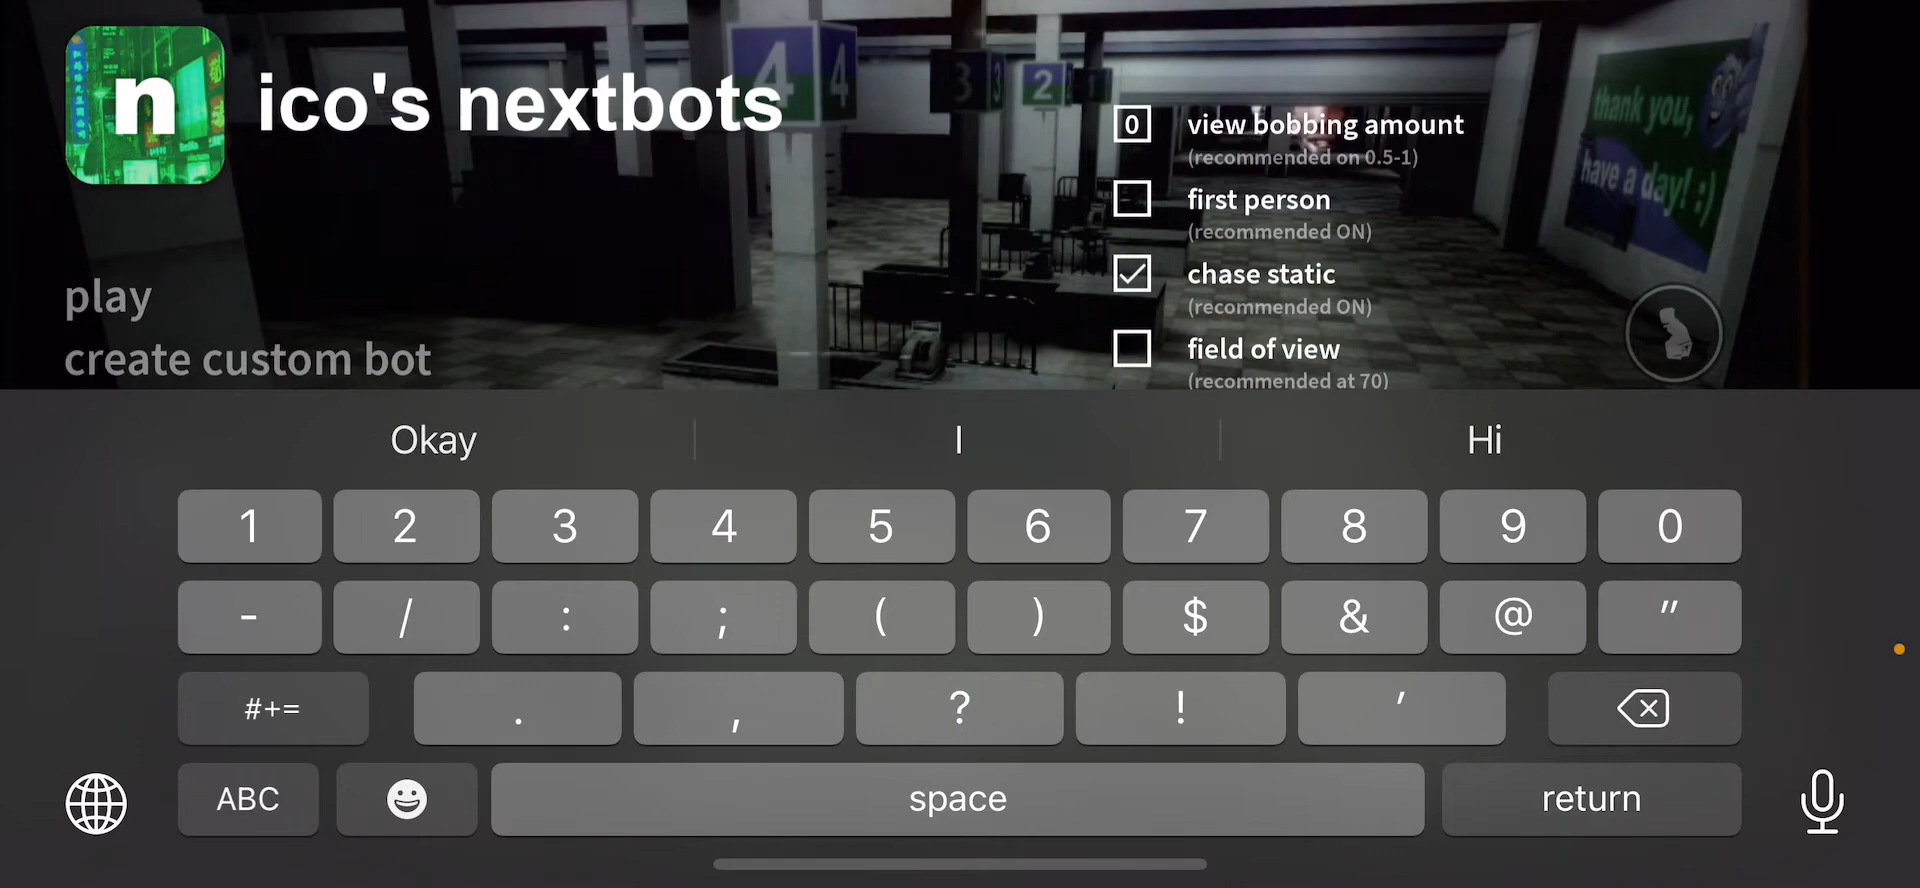 n ico's nextbots
4 4 3 3 2 1
thank you,
have a day! :)
0 view bobbing amount
(recommended on 0.5-1)
first person
(recommended ON)
chase static
(recommended ON)
field of view
(recommended at 70)
play
create custom bot
Okay I Hi
1 2 3 4 5 6 7 8 9 0
- / : ; ( ) $ & @ "
#+= . , ? ! '
ABC space return